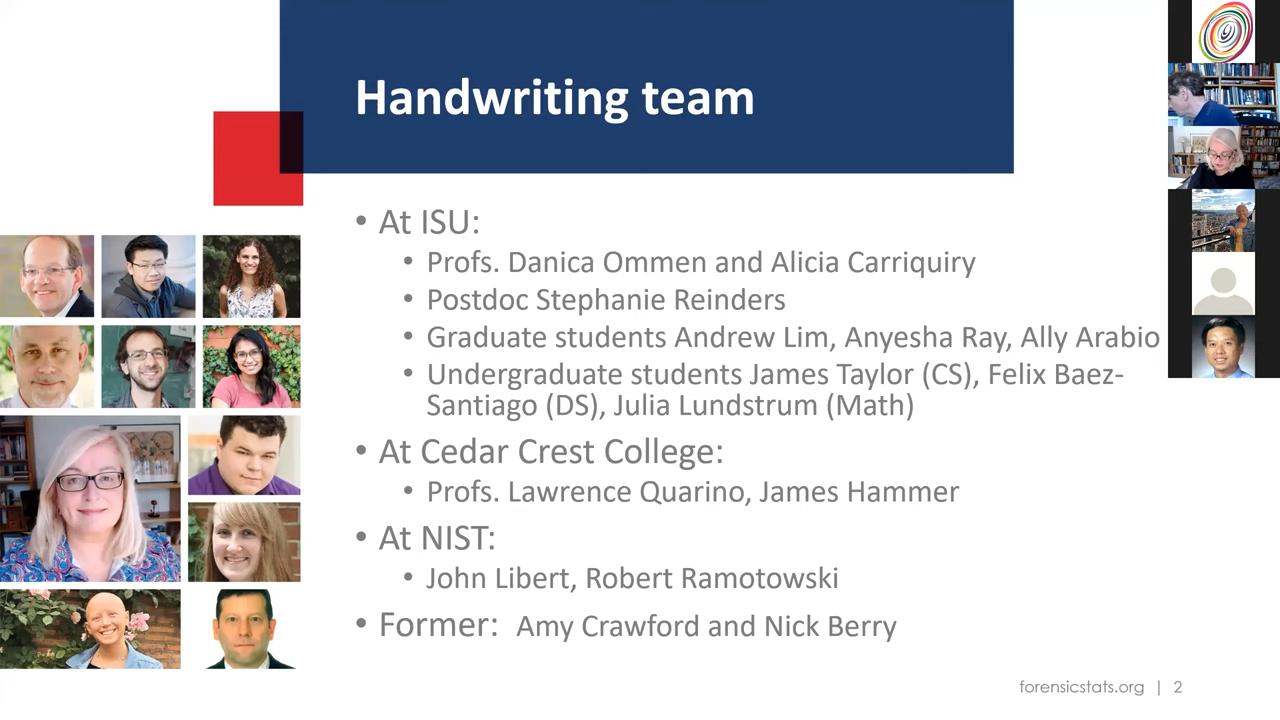 Handwriting team
• At ISU:
• Profs. Danica Ommen and Alicia Carriquiry
• Postdoc Stephanie Reinders
• Graduate students Andrew Lim, Anyesha Ray, Ally Arabio
• Undergraduate students James Taylor (CS), Felix Baez-
Santiago (DS), Julia Lundstrum (Math)
• At Cedar Crest College:
• Profs. Lawrence Quarino, James Hammer
• At NIST:
• John Libert, Robert Ramotowski
• Former: Amy Crawford and Nick Berry
forensicstats.org | 2